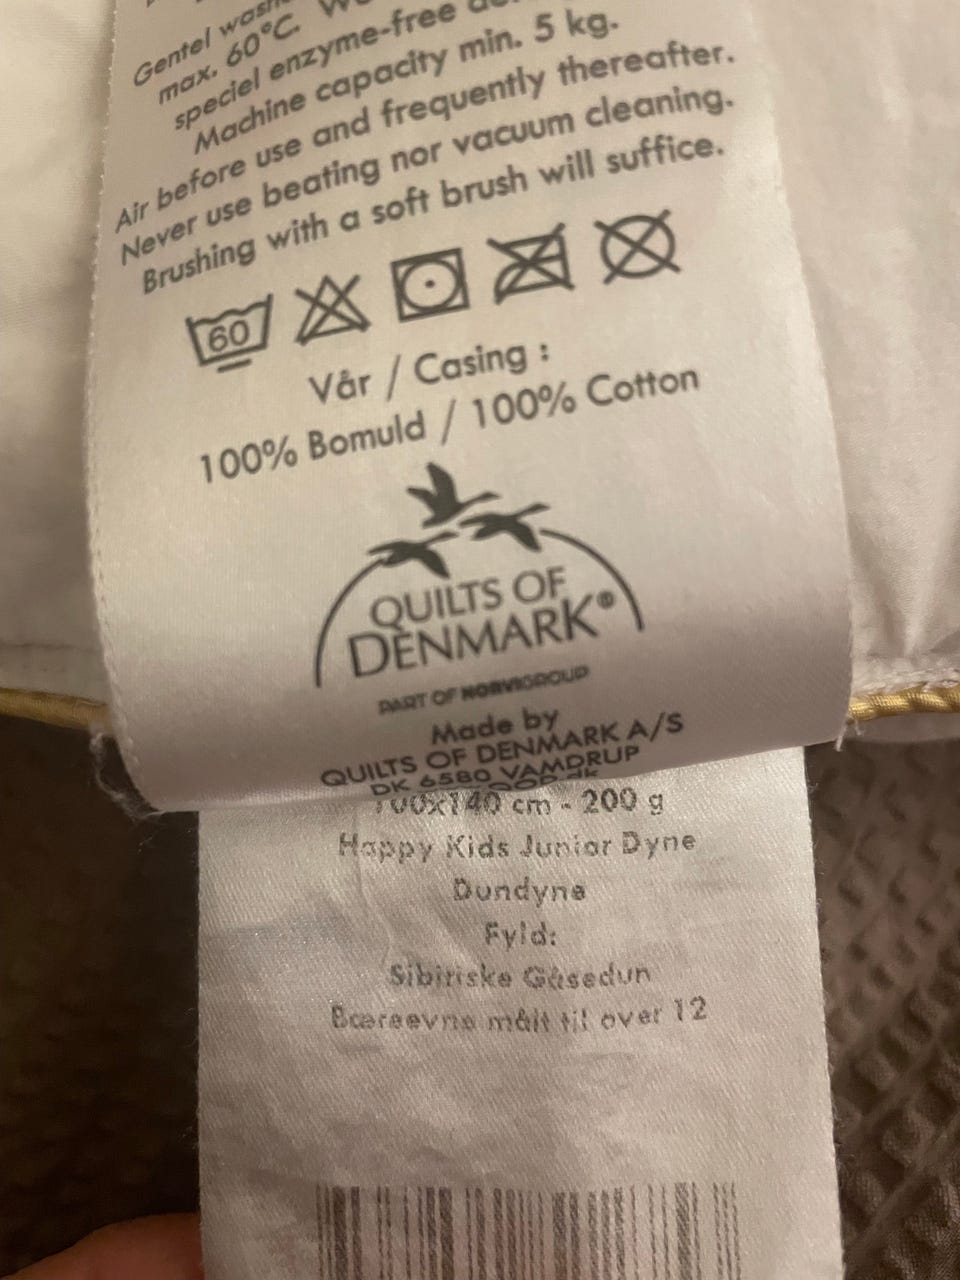 Gentel
max. 60°C.
speciel enzyme-free
Machine capacity min. 5 kg.
Air before use and frequently thereafter.
Never use beating nor vacuum cleaning.
Brushing with a soft brush will suffice.
60
Vår / Casing :
100% Bomuld / 100% Cotton
QUILTS OF
DENMARK®
PART OF NORVIGROUP
Made by
QUILTS OF DENMARK A/S
DK 6580 VAMDRUP
100x140 cm - 200 g
Happy Kids Junior Dyne
Dundyne
Fyld:
Sibiriske Gåsedun
Bæreevne målt til over 12